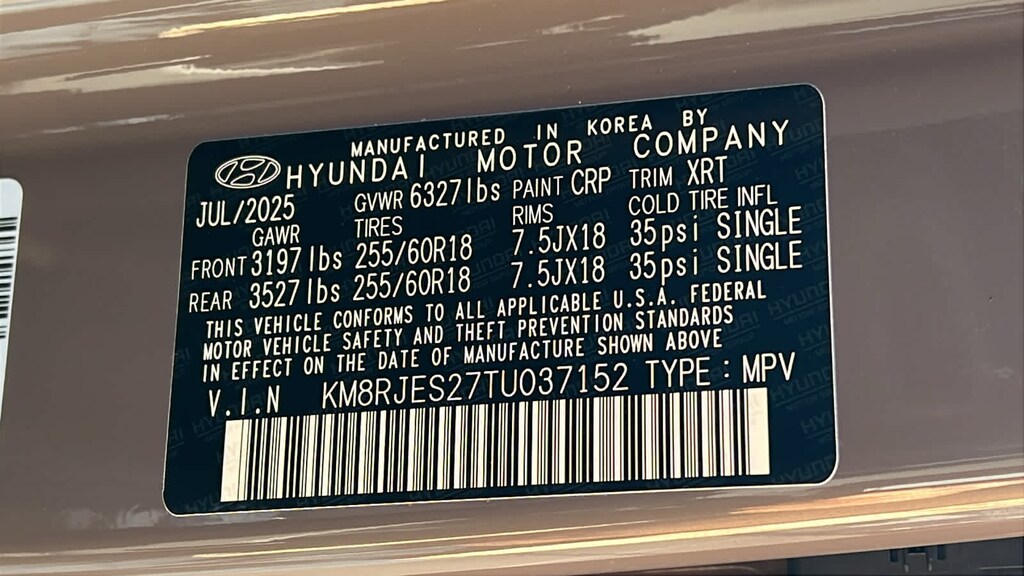 MANUFACTURED IN KOREA BY
HYUNDAI MOTOR COMPANY
JUL/2025 GVWR 6327lbs PAINT CRP TRIM XRT
GAWR TIRES RIMS COLD TIRE INFL
FRONT 3197lbs 255/60R18 7.5JX18 35psi SINGLE
REAR 3527lbs 255/60R18 7.5JX18 35psi SINGLE
THIS VEHICLE CONFORMS TO ALL APPLICABLE U.S.A. FEDERAL
MOTOR VEHICLE SAFETY AND THEFT PREVENTION STANDARDS
IN EFFECT ON THE DATE OF MANUFACTURE SHOWN ABOVE
V.I.N KM8RJES27TU037152 TYPE : MPV